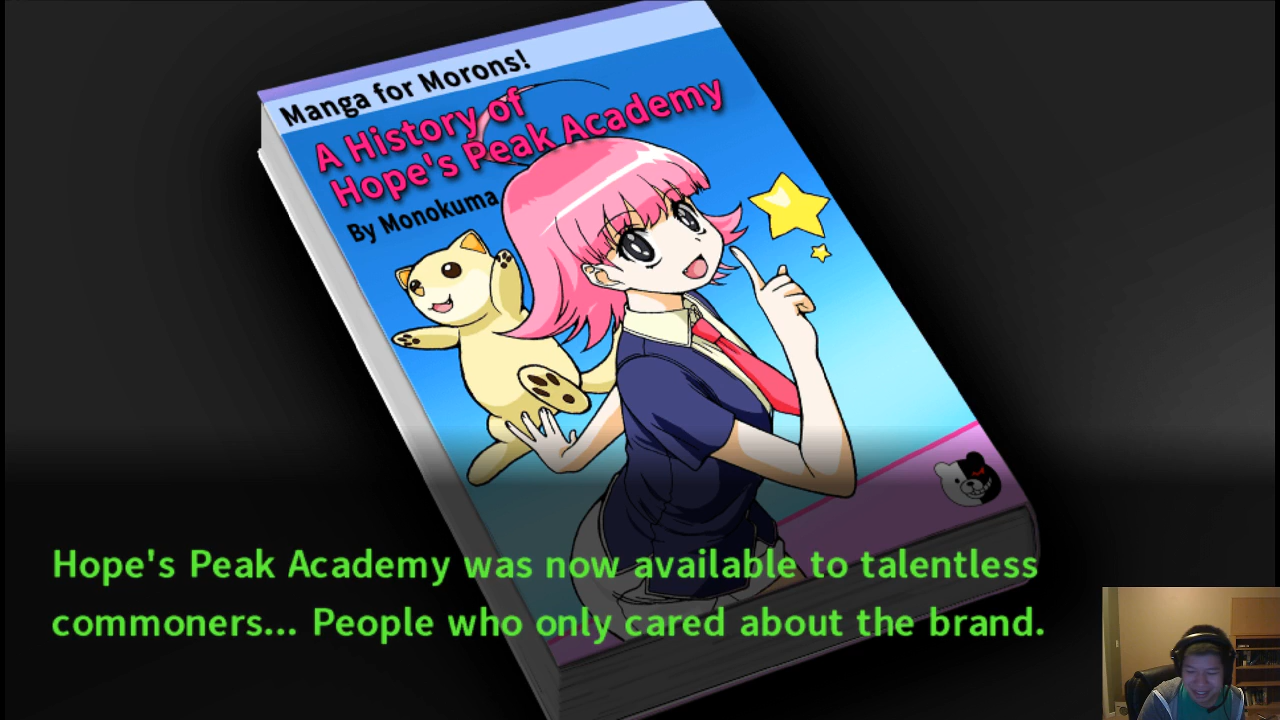 Manga for Morons!
A History of
Hope's Peak Academy
By Monokuma
Hope's Peak Academy was now available to talentless
commoners... People who only cared about the brand.